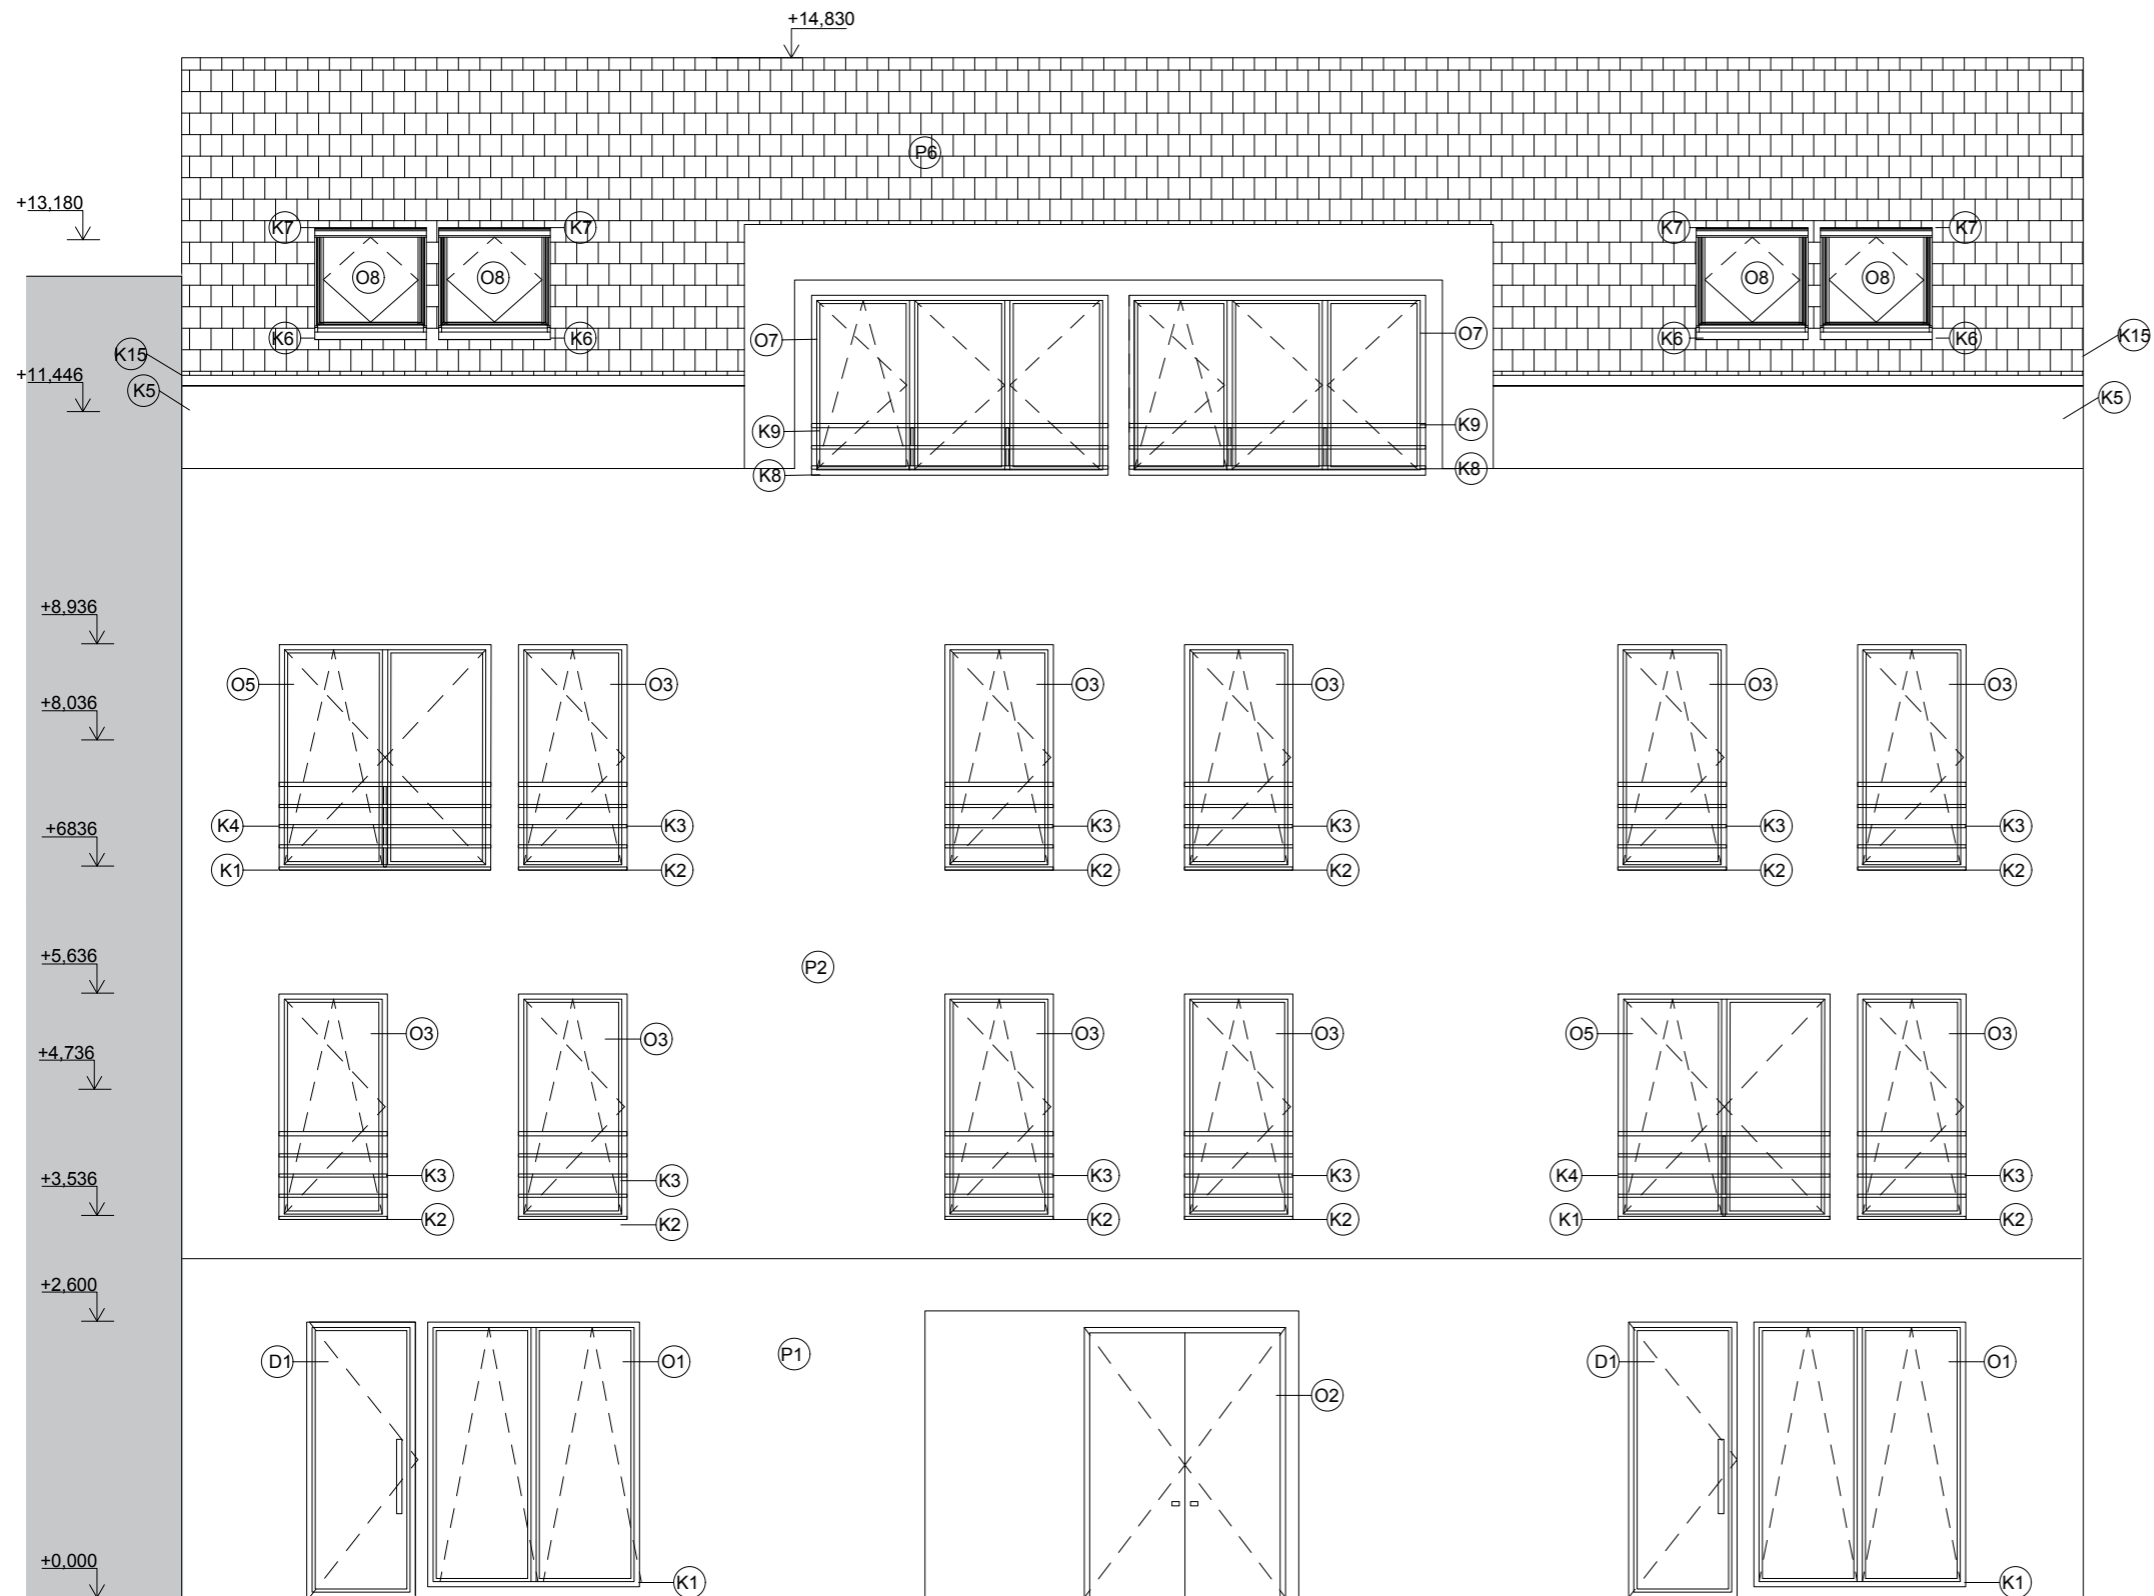 +14,830
P6
+13,180
K7 K7 K7 K7
O8 O8 O8 O8
K6 K6 K6 K6
O7 O7
K15 K15
+11,446
K5 K5
K9 K9
K8 K8
+8,936
O5 O3 O3 O3 O3 O3
+8,036
+6836
K4 K3 K3 K3 K3 K3
K1 K2 K2 K2 K2 K2
+5,636
P2
O3 O3 O3 O3 O5 O3
+4,736
K3 K3 K3 K3 K4 K3
+3,536
K2 K2 K2 K2 K1 K2
+2,600
D1 O1 P1 D1 O1
O2
+0,000
K1 K1